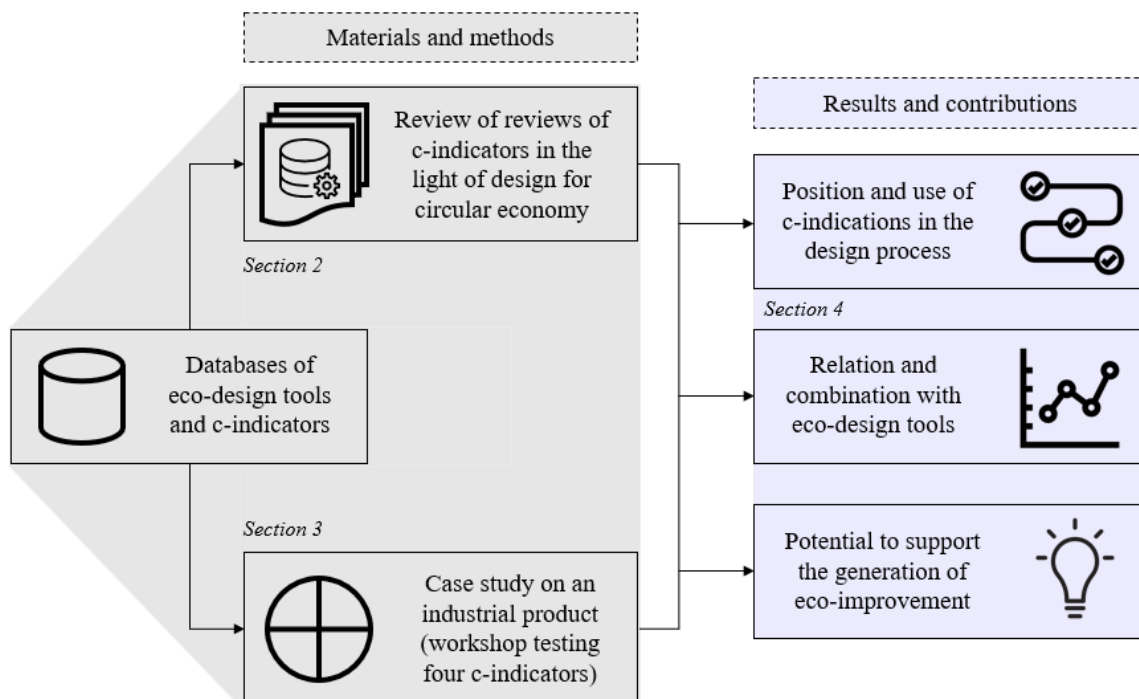 Materials and methods
Review of reviews of
c-indicators in the
light of design for
circular economy
Section 2
Databases of
eco-design tools
and c-indicators
Section 3
Case study on an
industrial product
(workshop testing
four c-indicators)
Results and contributions
Position and use of
c-indications in the
design process
Section 4
Relation and
combination with
eco-design tools
Potential to support
the generation of
eco-improvement